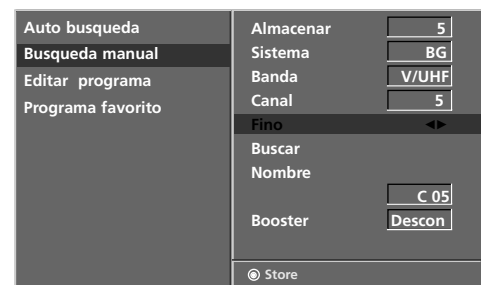 Auto busqueda
Busqueda manual
Editar programa
Programa favorito
Almacenar 5
Sistema BG
Banda V/UHF
Canal 5
Fino ◀▶
Buscar
Nombre
C 05
Booster Descon
◉ Store